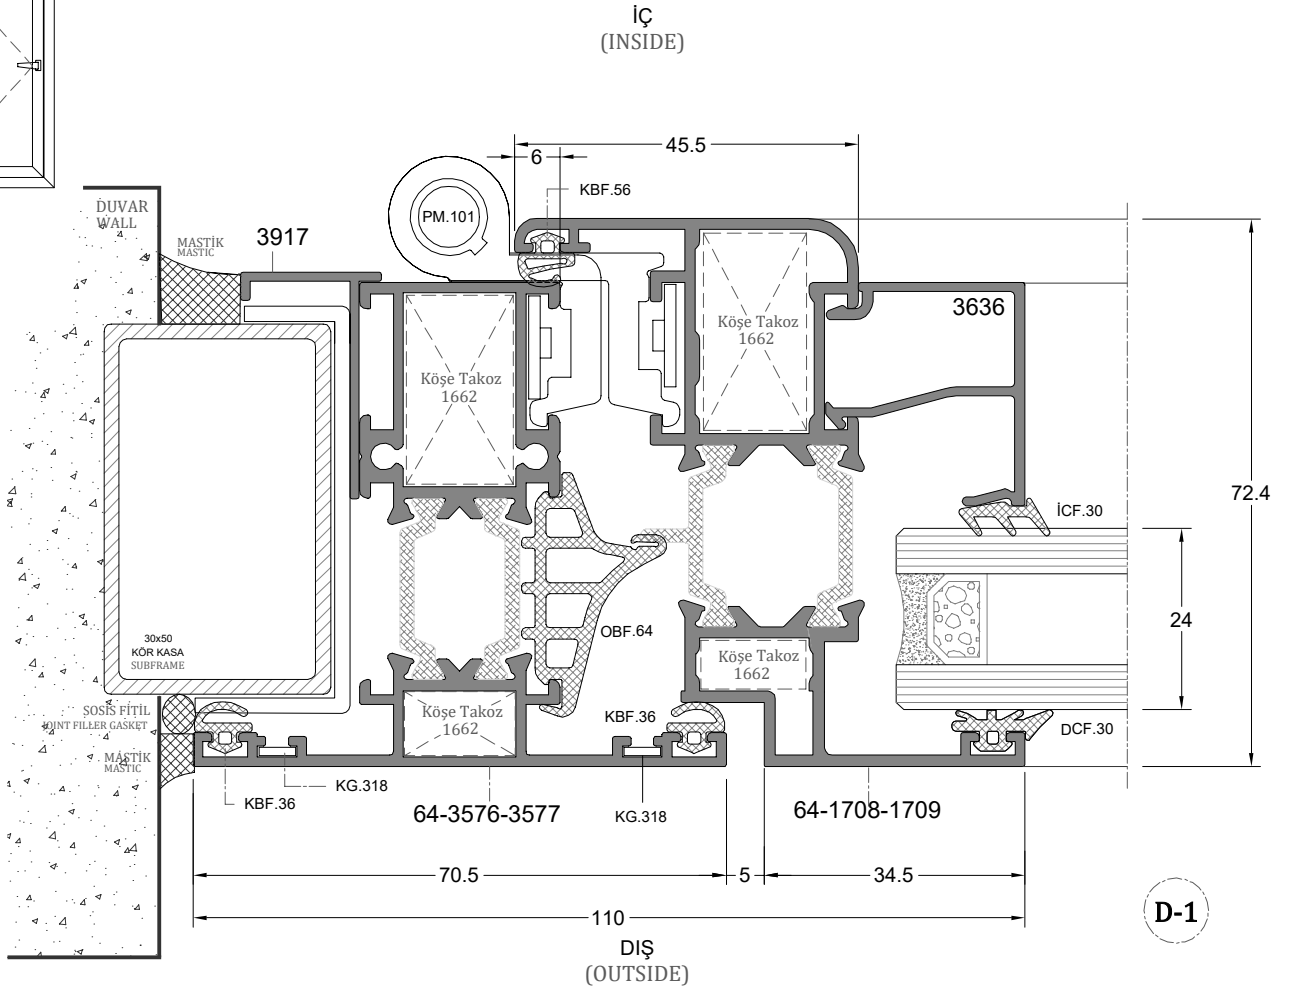 İÇ
(INSIDE)
45.5
6
KBF.56
PM.101
DUVAR
WALL
MASTİK
MASTIC
3917
3636
Köşe Takoz
1662
Köşe Takoz
1662
72.4
İCF.30
24
OBF.64
30x50
KÖR KASA
SUBFRAME
Köşe Takoz
1662
SOSİS FİTİL
JOINT FILLER GASKET
Köşe Takoz
1662
KBF.36
DCF.30
MASTİK
MASTIC
KG.318
KBF.36
64-3576-3577
KG.318
64-1708-1709
70.5
5
34.5
110
D-1
DIŞ
(OUTSIDE)